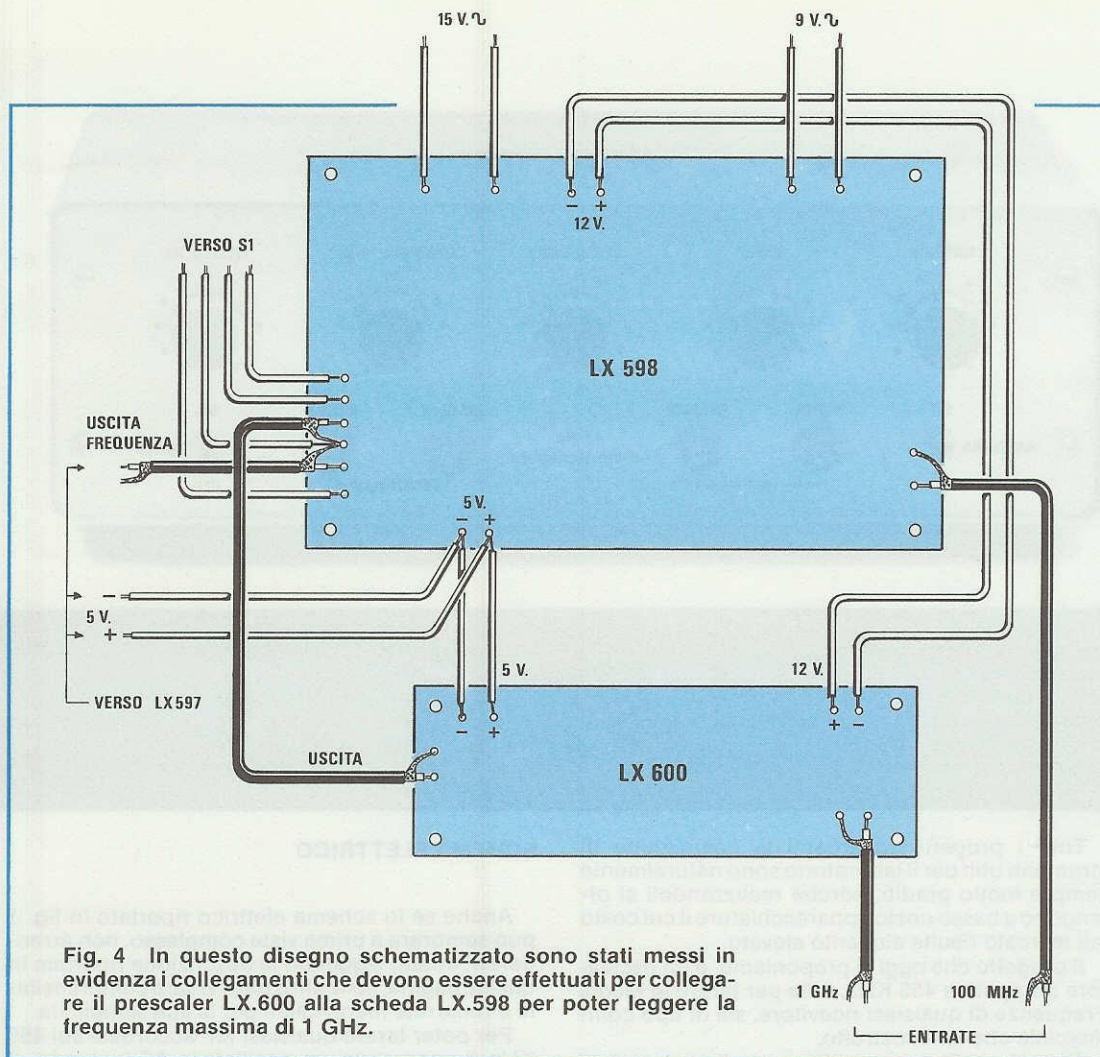 15 V.
9 V.
-
+
12 V.
VERSO S1
LX 598
USCITA
FREQUENZA
5 V.
-
+
-
5 V.
+
5 V.
12 V.
-
+
+
-
VERSO LX597
USCITA
LX 600
Fig. 4 In questo disegno schematizzato sono stati messi in
evidenza i collegamenti che devono essere effettuati per collega-
re il prescaler LX.600 alla scheda LX.598 per poter leggere la
frequenza massima di 1 GHz.
1 GHz
100 MHz
ENTRATE